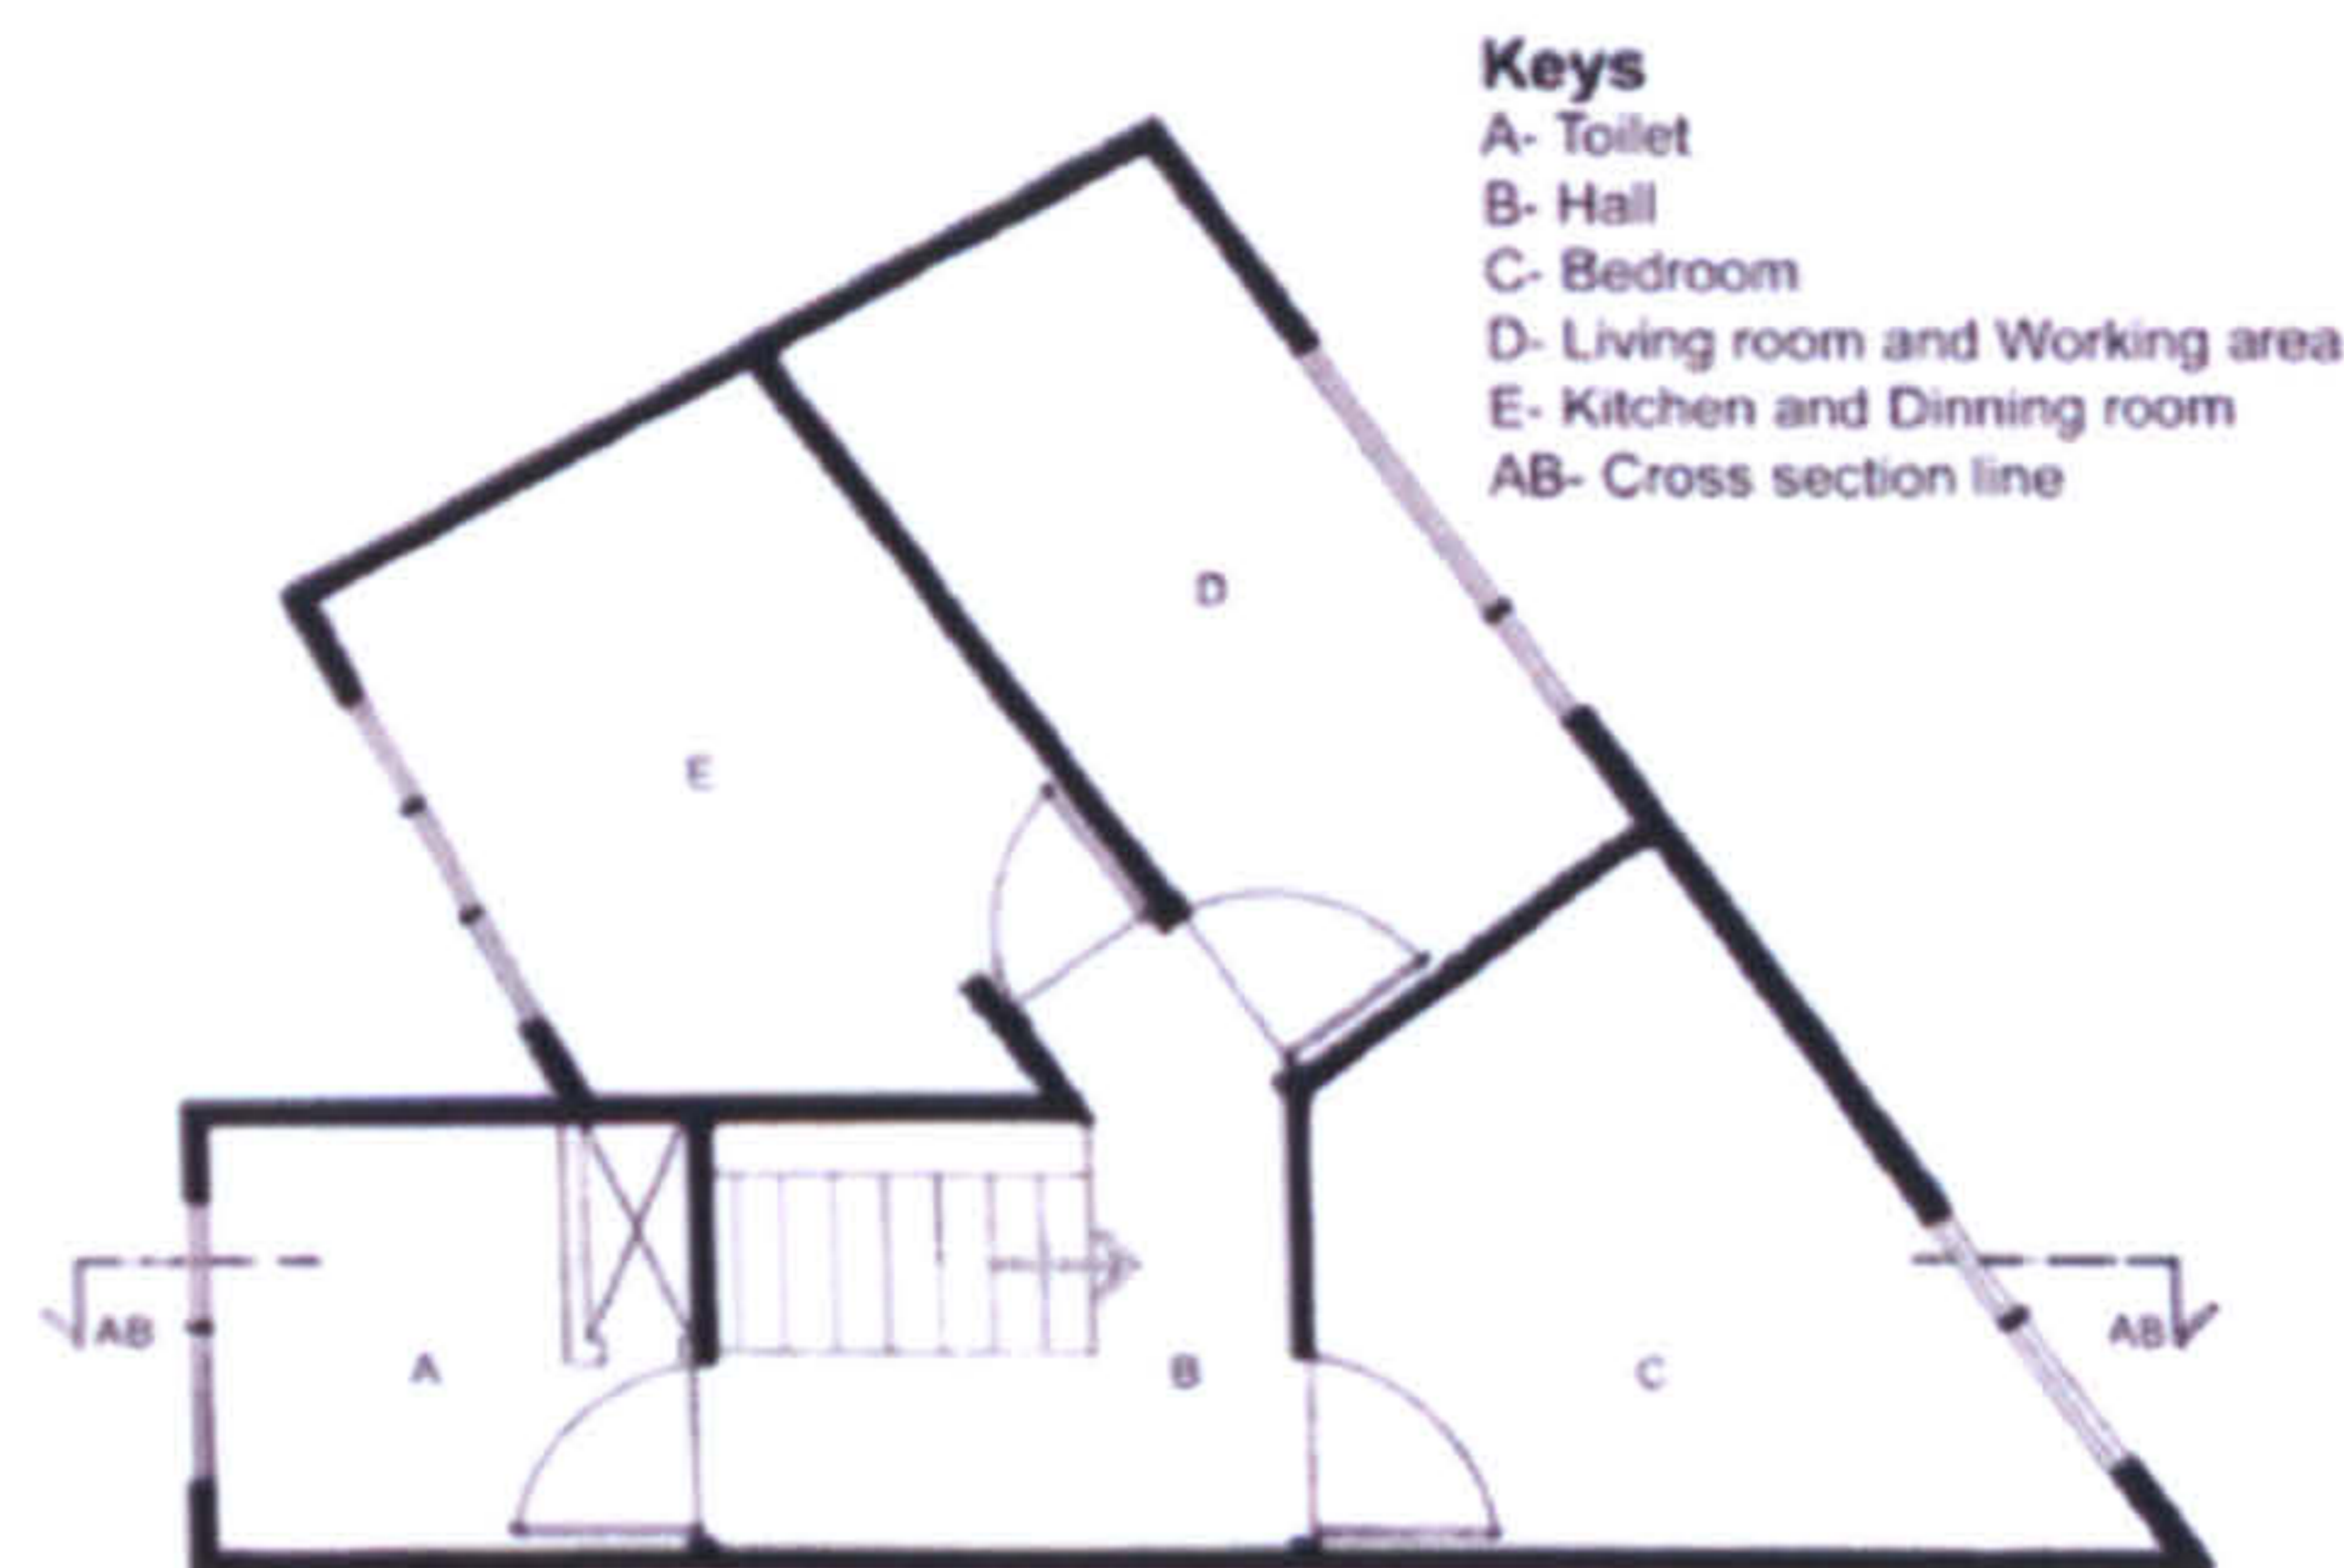 Keys
A- Toilet
B- Hall
C- Bedroom
D- Living room and Working area
E- Kitchen and Dinning room
AB- Cross section line
D
E
AB
A
B
C
AB